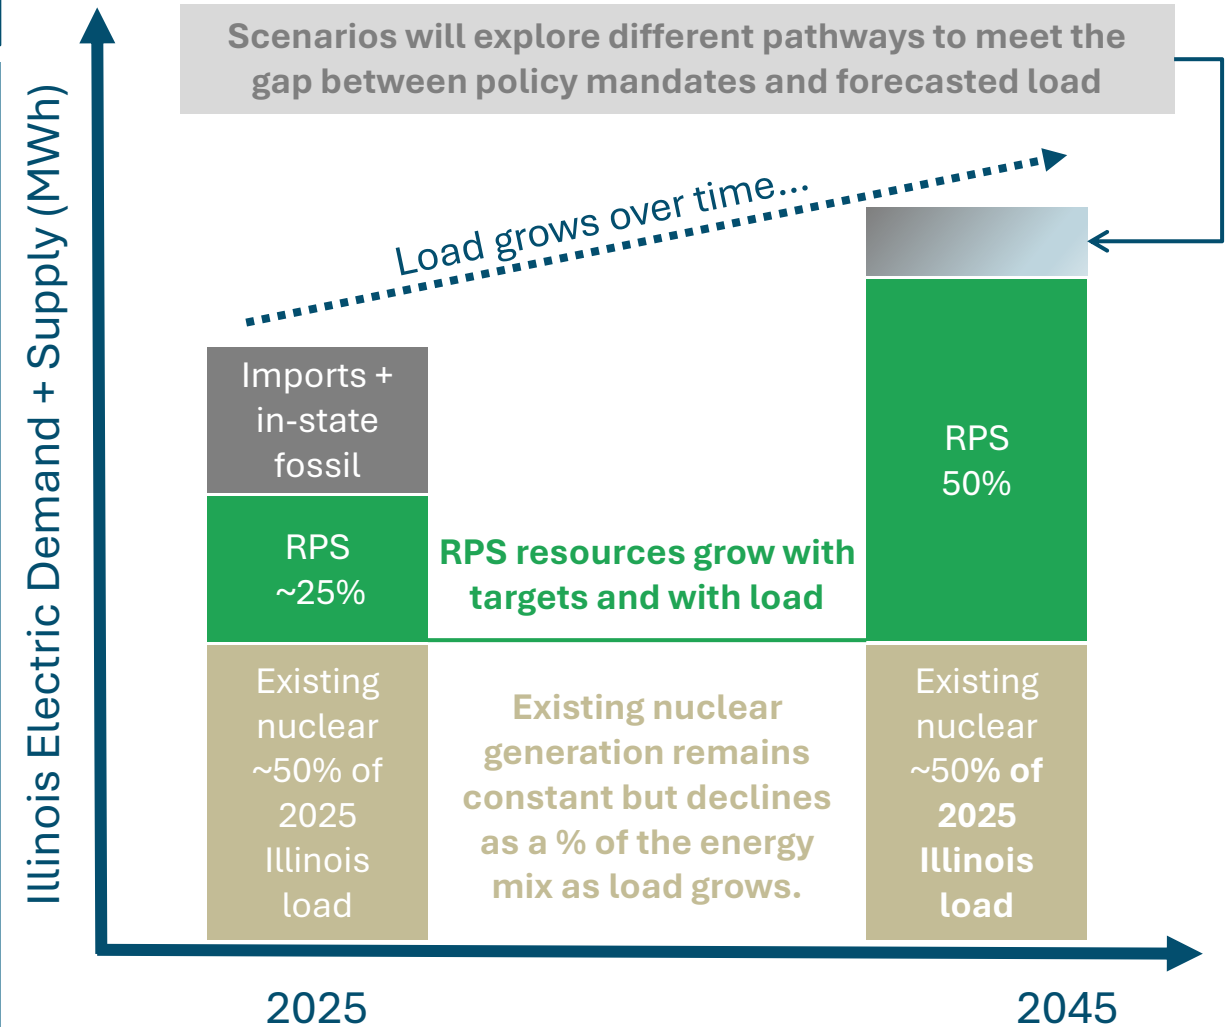 Scenarios will explore different pathways to meet the
gap between policy mandates and forecasted load
Illinois Electric Demand + Supply (MWh)
Load grows over time...
Imports +
in-state
fossil
RPS
~25%
RPS resources grow with
targets and with load
RPS
50%
Existing
nuclear
~50% of
2025
Illinois
load
Existing nuclear
generation remains
constant but declines
as a % of the energy
mix as load grows.
Existing
nuclear
~50% of
2025
Illinois
load
2025
2045